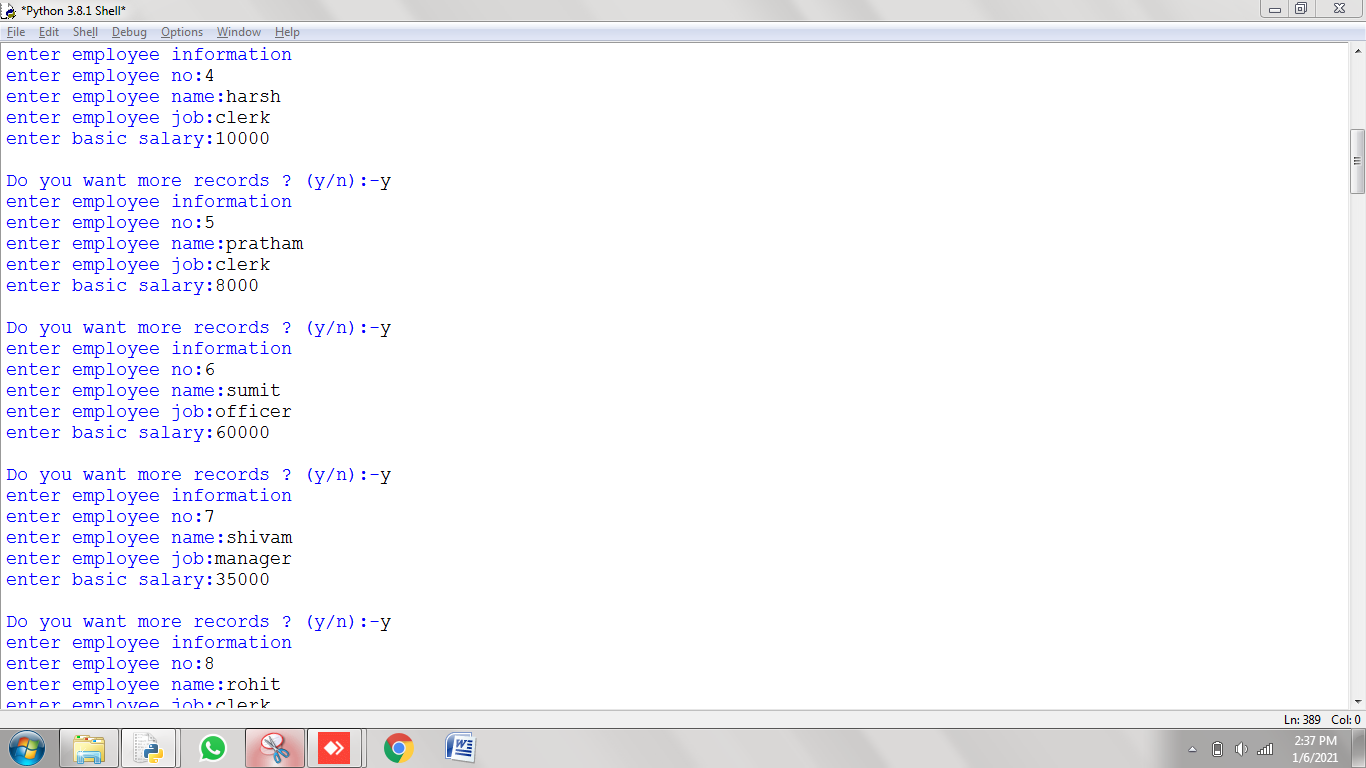 *Python 3.8.1 Shell*
File Edit Shell Debug Options Window Help
enter employee information
enter employee no:4
enter employee name:harsh
enter employee job:clerk
enter basic salary:10000
Do you want more records ? (y/n):-y
enter employee information
enter employee no:5
enter employee name:pratham
enter employee job:clerk
enter basic salary:8000
Do you want more records ? (y/n):-y
enter employee information
enter employee no:6
enter employee name:sumit
enter employee job:officer
enter basic salary:60000
Do you want more records ? (y/n):-y
enter employee information
enter employee no:7
enter employee name:shivam
enter employee job:manager
enter basic salary:35000
Do you want more records ? (y/n):-y
enter employee information
enter employee no:8
enter employee name:rohit
enter employee job:clerk
Ln: 389 Col: 0
2:37 PM
1/6/2021